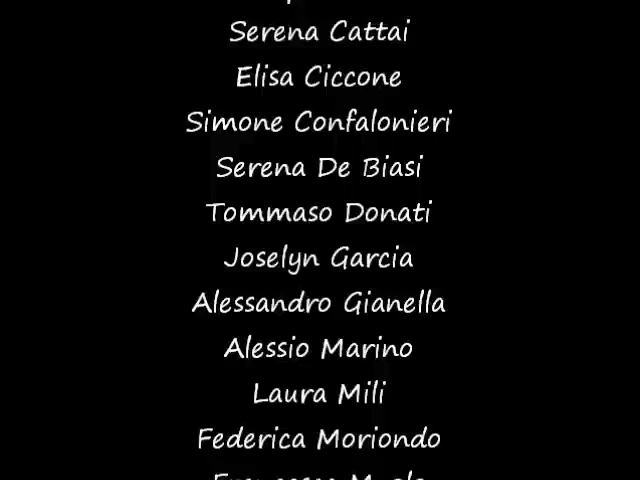 Serena Cattai
Elisa Ciccone
Simone Confalonieri
Serena De Biasi
Tommaso Donati
Joselyn Garcia
Alessandro Gianella
Alessio Marino
Laura Mili
Federica Moriondo